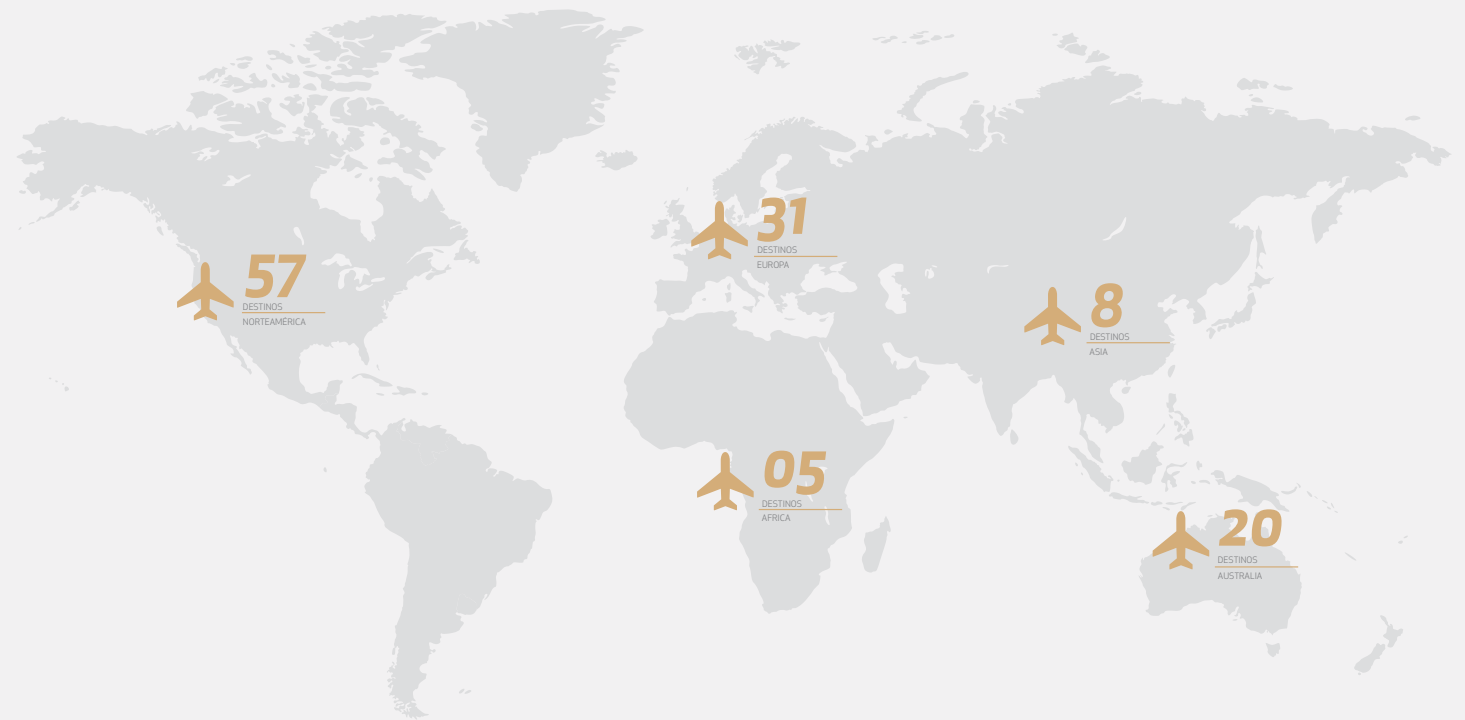 31
DESTINOS
EUROPA
57
DESTINOS
NORTEAMÉRICA
8
DESTINOS
ASIA
05
DESTINOS
AFRICA
20
DESTINOS
AUSTRALIA